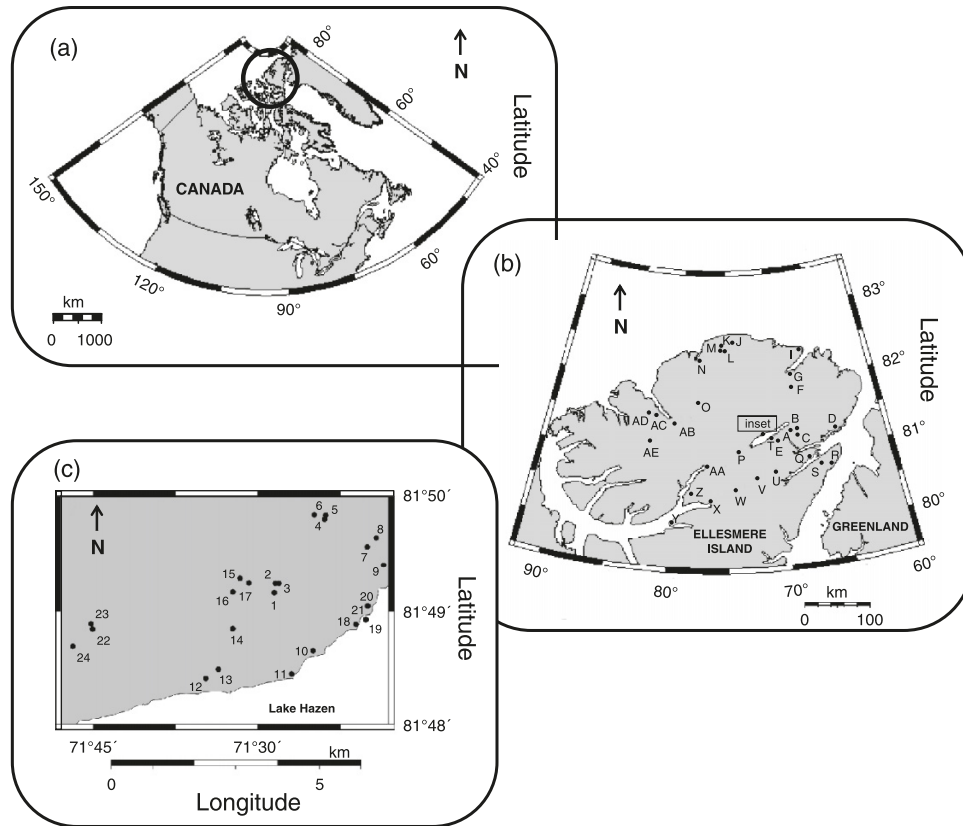 (a)
N
80°
60°
40°
Latitude
CANADA
150°
120°
90°
60°
km
0 1000
(b)
N
83°
82°
81°
80°
Latitude
K J
M L
N
I
G
F
O
AD AC AB
AE
inset
B D
A C
T E
P
Q R
S
AA
U
V
Z W
X
Y
ELLESMERE
ISLAND
GREENLAND
90°
80°
70°
60°
km
0 100
(c)
N
81°50´
81°49´
81°48´
Latitude
6 5
4
8
7
9
15 2
3
16 17 1
20
21
18 19
23
22
14
24
10
13 11
12
Lake Hazen
71°45´ 71°30´ km
0 5
Longitude